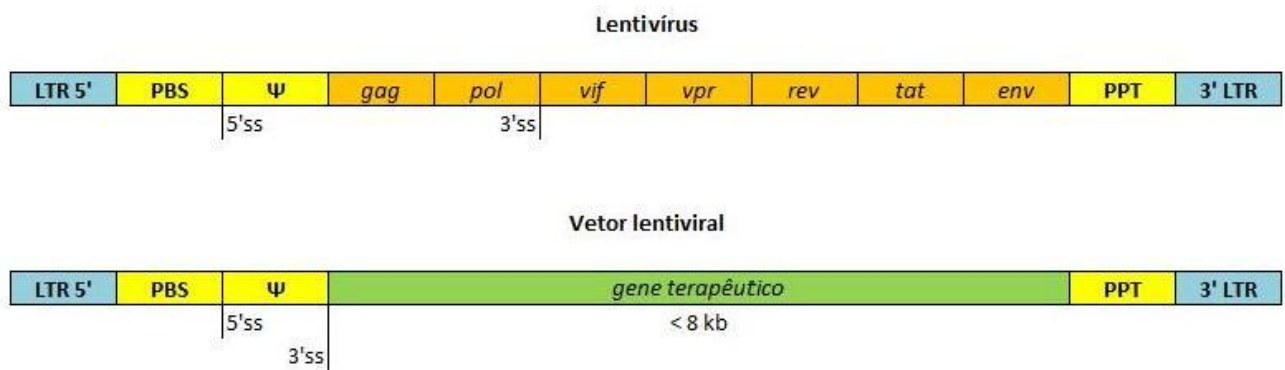 Lentivírus
LTR 5' PBS Ψ gag pol vif vpr rev tat env PPT 3' LTR
5'ss 3'ss
Vetor lentiviral
LTR 5' PBS Ψ gene terapêutico PPT 3' LTR
5'ss < 8 kb
3'ss